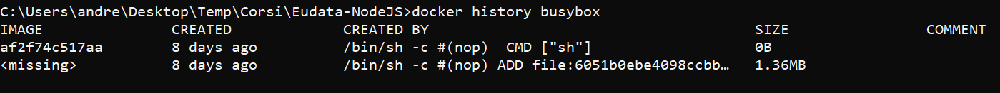 C:\Users\andre\Desktop\Temp\Corsi\Eudata-NodeJS>docker history busybox
IMAGE CREATED CREATED BY SIZE COMMENT
af2f74c517aa 8 days ago /bin/sh -c #(nop)  CMD ["sh"] 0B
<missing> 8 days ago /bin/sh -c #(nop) ADD file:6051b0ebe4098ccbb… 1.36MB